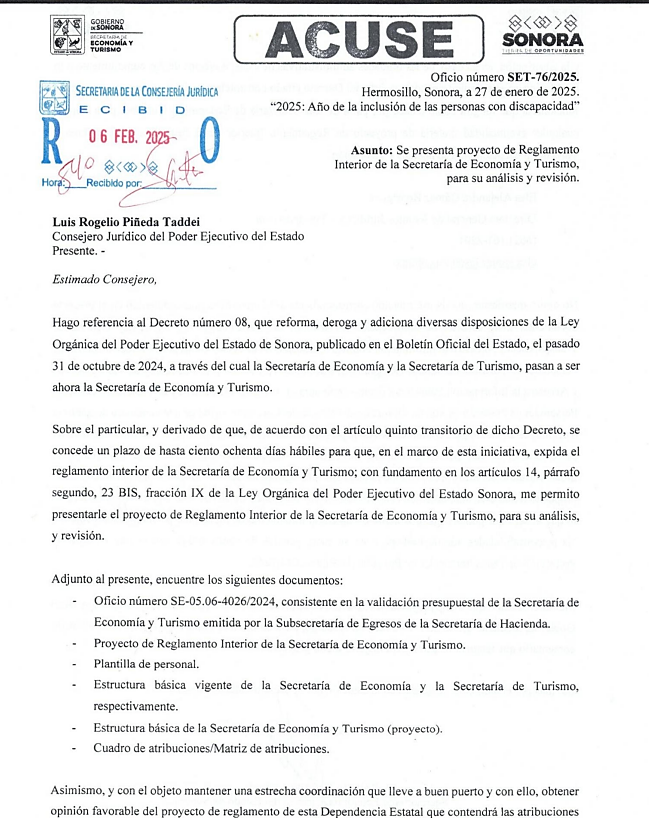 GOBIERNO
DE SONORA
SECRETARÍA DE
ECONOMÍA Y
TURISMO
ACUSE
SONORA
TIERRA DE OPORTUNIDADES
Oficio número SET-76/2025.
Hermosillo, Sonora, a 27 de enero de 2025.
“2025: Año de la inclusión de las personas con discapacidad”
SECRETARIA DE LA CONSEJERÍA JURÍDICA
R E C I B I D O
06 FEB. 2025
Hora: Recibido por:
Asunto: Se presenta proyecto de Reglamento
Interior de la Secretaría de Economía y Turismo,
para su análisis y revisión.
Luis Rogelio Piñeda Taddei
Consejero Jurídico del Poder Ejecutivo del Estado
Presente. -
Estimado Consejero,
Hago referencia al Decreto número 08, que reforma, deroga y adiciona diversas disposiciones de la Ley
Orgánica del Poder Ejecutivo del Estado de Sonora, publicado en el Boletín Oficial del Estado, el pasado
31 de octubre de 2024, a través del cual la Secretaría de Economía y la Secretaría de Turismo, pasan a ser
ahora la Secretaría de Economía y Turismo.
Sobre el particular, y derivado de que, de acuerdo con el artículo quinto transitorio de dicho Decreto, se
concede un plazo de hasta ciento ochenta días hábiles para que, en el marco de esta iniciativa, expida el
reglamento interior de la Secretaría de Economía y Turismo; con fundamento en los artículos 14, párrafo
segundo, 23 BIS, fracción IX de la Ley Orgánica del Poder Ejecutivo del Estado Sonora, me permito
presentarle el proyecto de Reglamento Interior de la Secretaría de Economía y Turismo, para su análisis,
y revisión.
Adjunto al presente, encuentre los siguientes documentos:
- Oficio número SE-05.06-4026/2024, consistente en la validación presupuestal de la Secretaría de
Economía y Turismo emitida por la Subsecretaría de Egresos de la Secretaría de Hacienda.
- Proyecto de Reglamento Interior de la Secretaría de Economía y Turismo.
- Plantilla de personal.
- Estructura básica vigente de la Secretaría de Economía y la Secretaría de Turismo,
respectivamente.
- Estructura básica de la Secretaría de Economía y Turismo (proyecto).
- Cuadro de atribuciones/Matriz de atribuciones.
Asimismo, y con el objeto mantener una estrecha coordinación que lleve a buen puerto y con ello, obtener
opinión favorable del proyecto de reglamento de esta Dependencia Estatal que contendrá las atribuciones